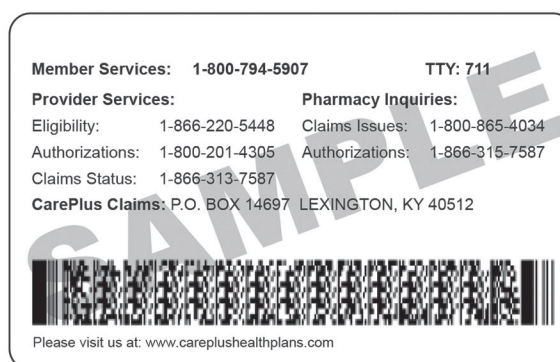 Member Services: 1-800-794-5907 TTY: 711
Provider Services: Pharmacy Inquiries:
Eligibility: 1-866-220-5448 Claims Issues: 1-800-865-4034
Authorizations: 1-800-201-4305 Authorizations: 1-866-315-7587
Claims Status: 1-866-313-7587
CarePlus Claims: P.O. BOX 14697 LEXINGTON, KY 40512
SAMPLE
Please visit us at: www.careplushealthplans.com